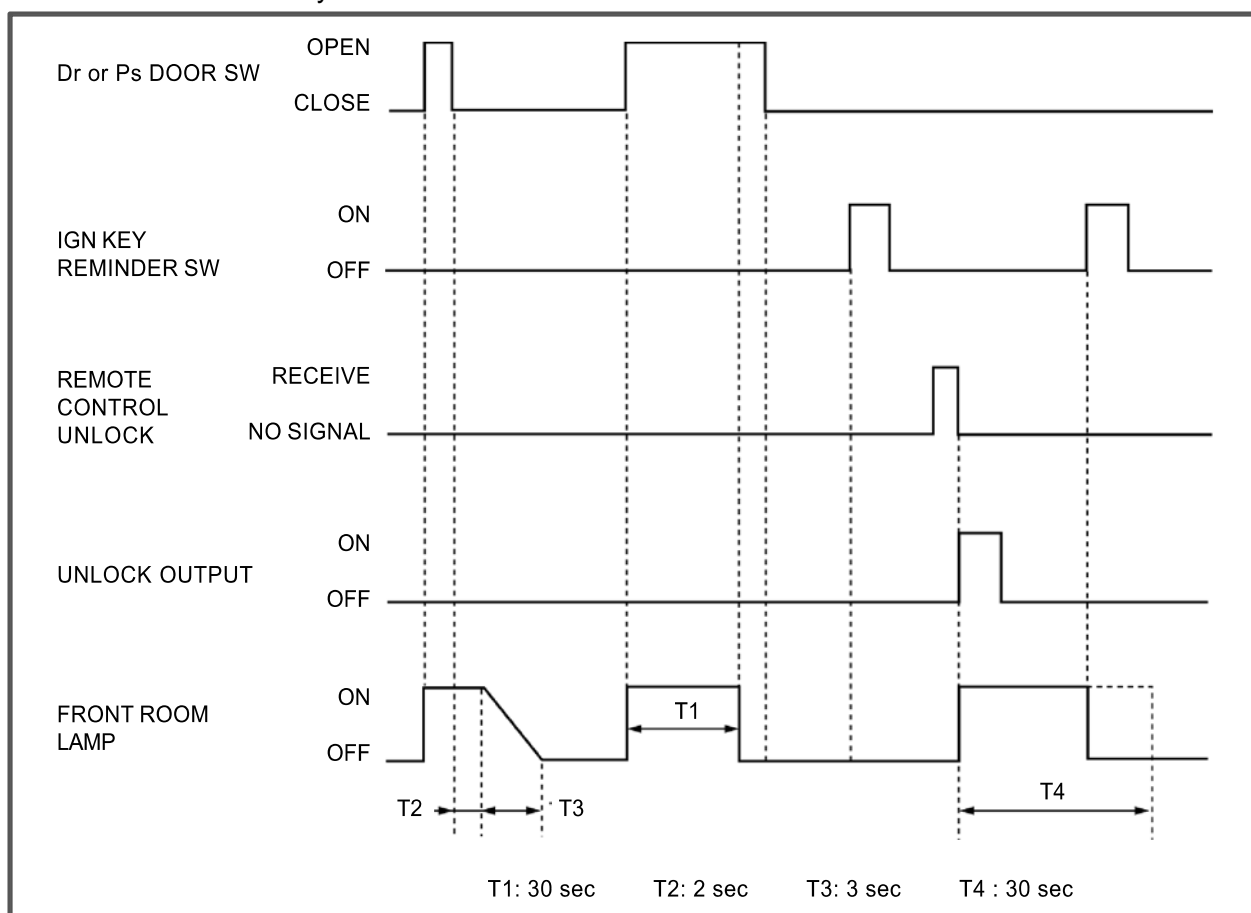 OPEN
Dr or Ps DOOR SW
CLOSE
ON
IGN KEY
REMINDER SW
OFF
REMOTE
CONTROL
UNLOCK
RECEIVE
NO SIGNAL
ON
UNLOCK OUTPUT
OFF
ON
FRONT ROOM
LAMP
OFF
T1
T2
T3
T4
T1: 30 sec T2: 2 sec T3: 3 sec T4 : 30 sec